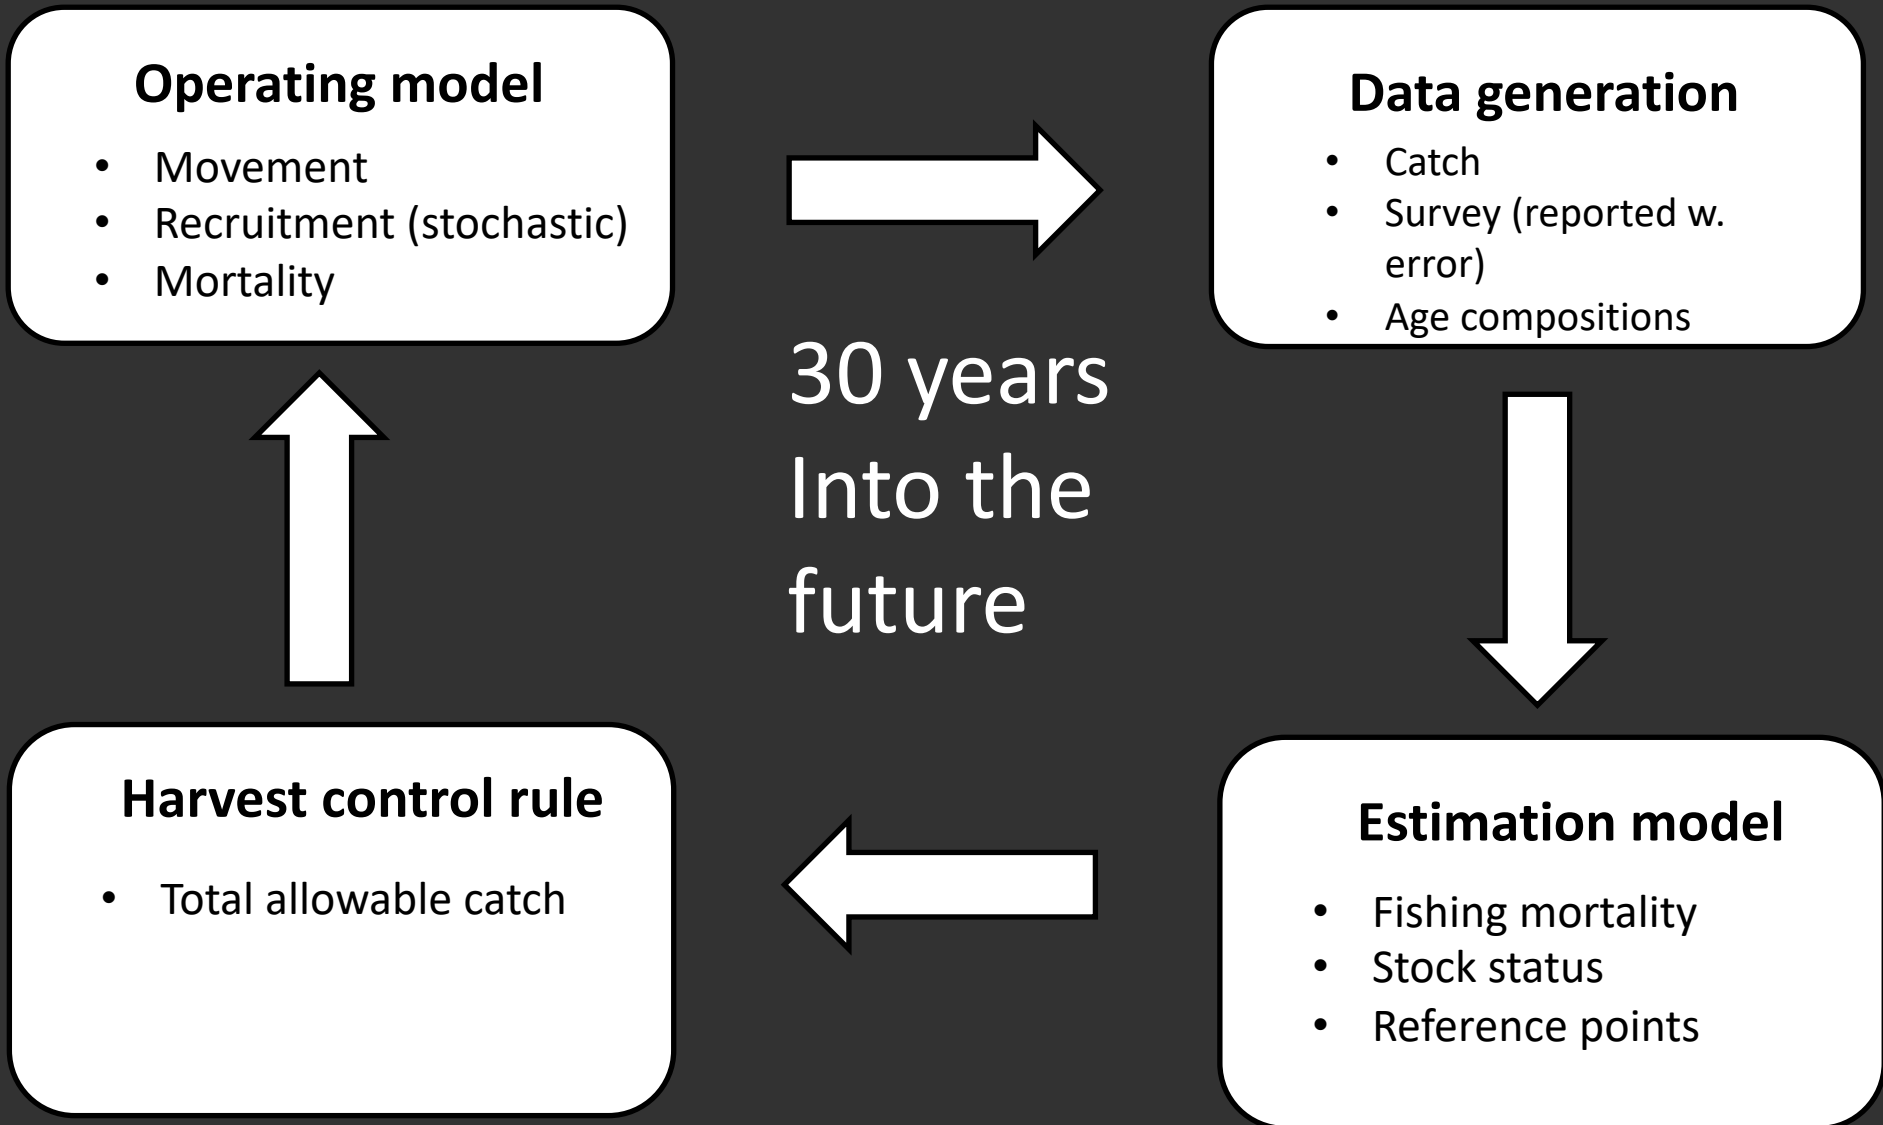 Operating model
• Movement
• Recruitment (stochastic)
• Mortality
Data generation
• Catch
• Survey (reported w.
error)
• Age compositions
30 years
Into the
future
Harvest control rule
• Total allowable catch
Estimation model
• Fishing mortality
• Stock status
• Reference points